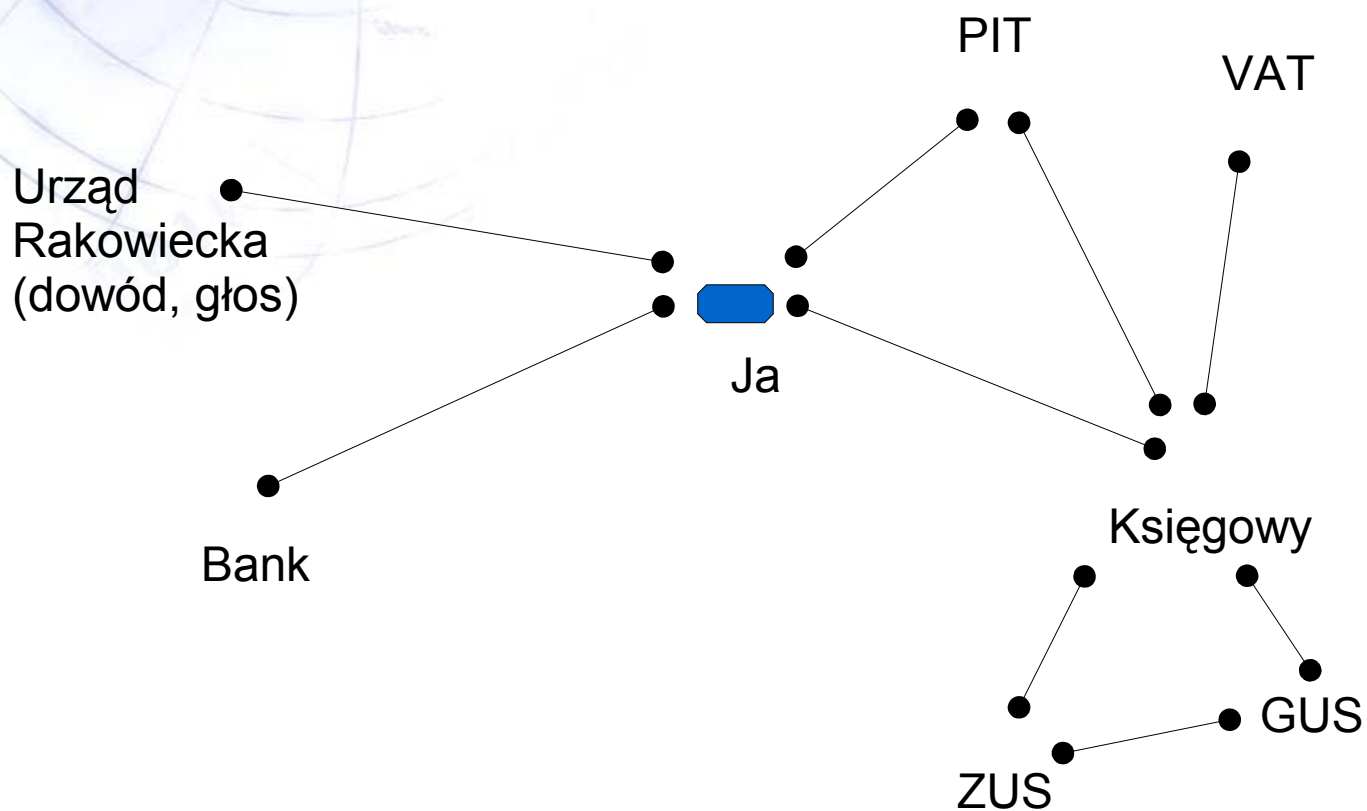 PIT
VAT
Urząd
Rakowiecka
(dowód, głos)
Ja
Księgowy
Bank
GUS
ZUS